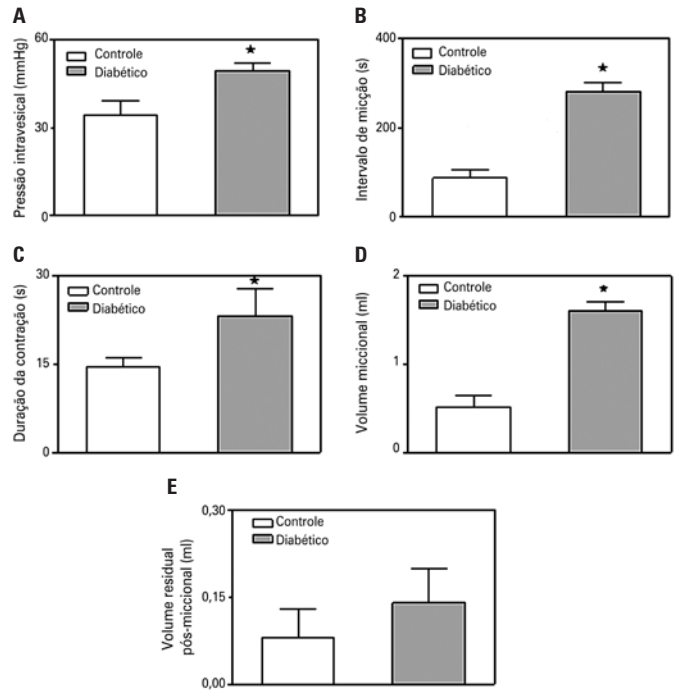 A
Pressão intravesical (mmHg)
60
30
0
Controle
Diabético
★
B
Intervalo de micção (s)
400
200
0
Controle
Diabético
★
C
Duração da contração (s)
30
15
0
Controle
Diabético
★
D
Volume miccional (ml)
2
1
0
Controle
Diabético
★
E
Volume residual
pós-miccional (ml)
0,30
0,15
0,00
Controle
Diabético